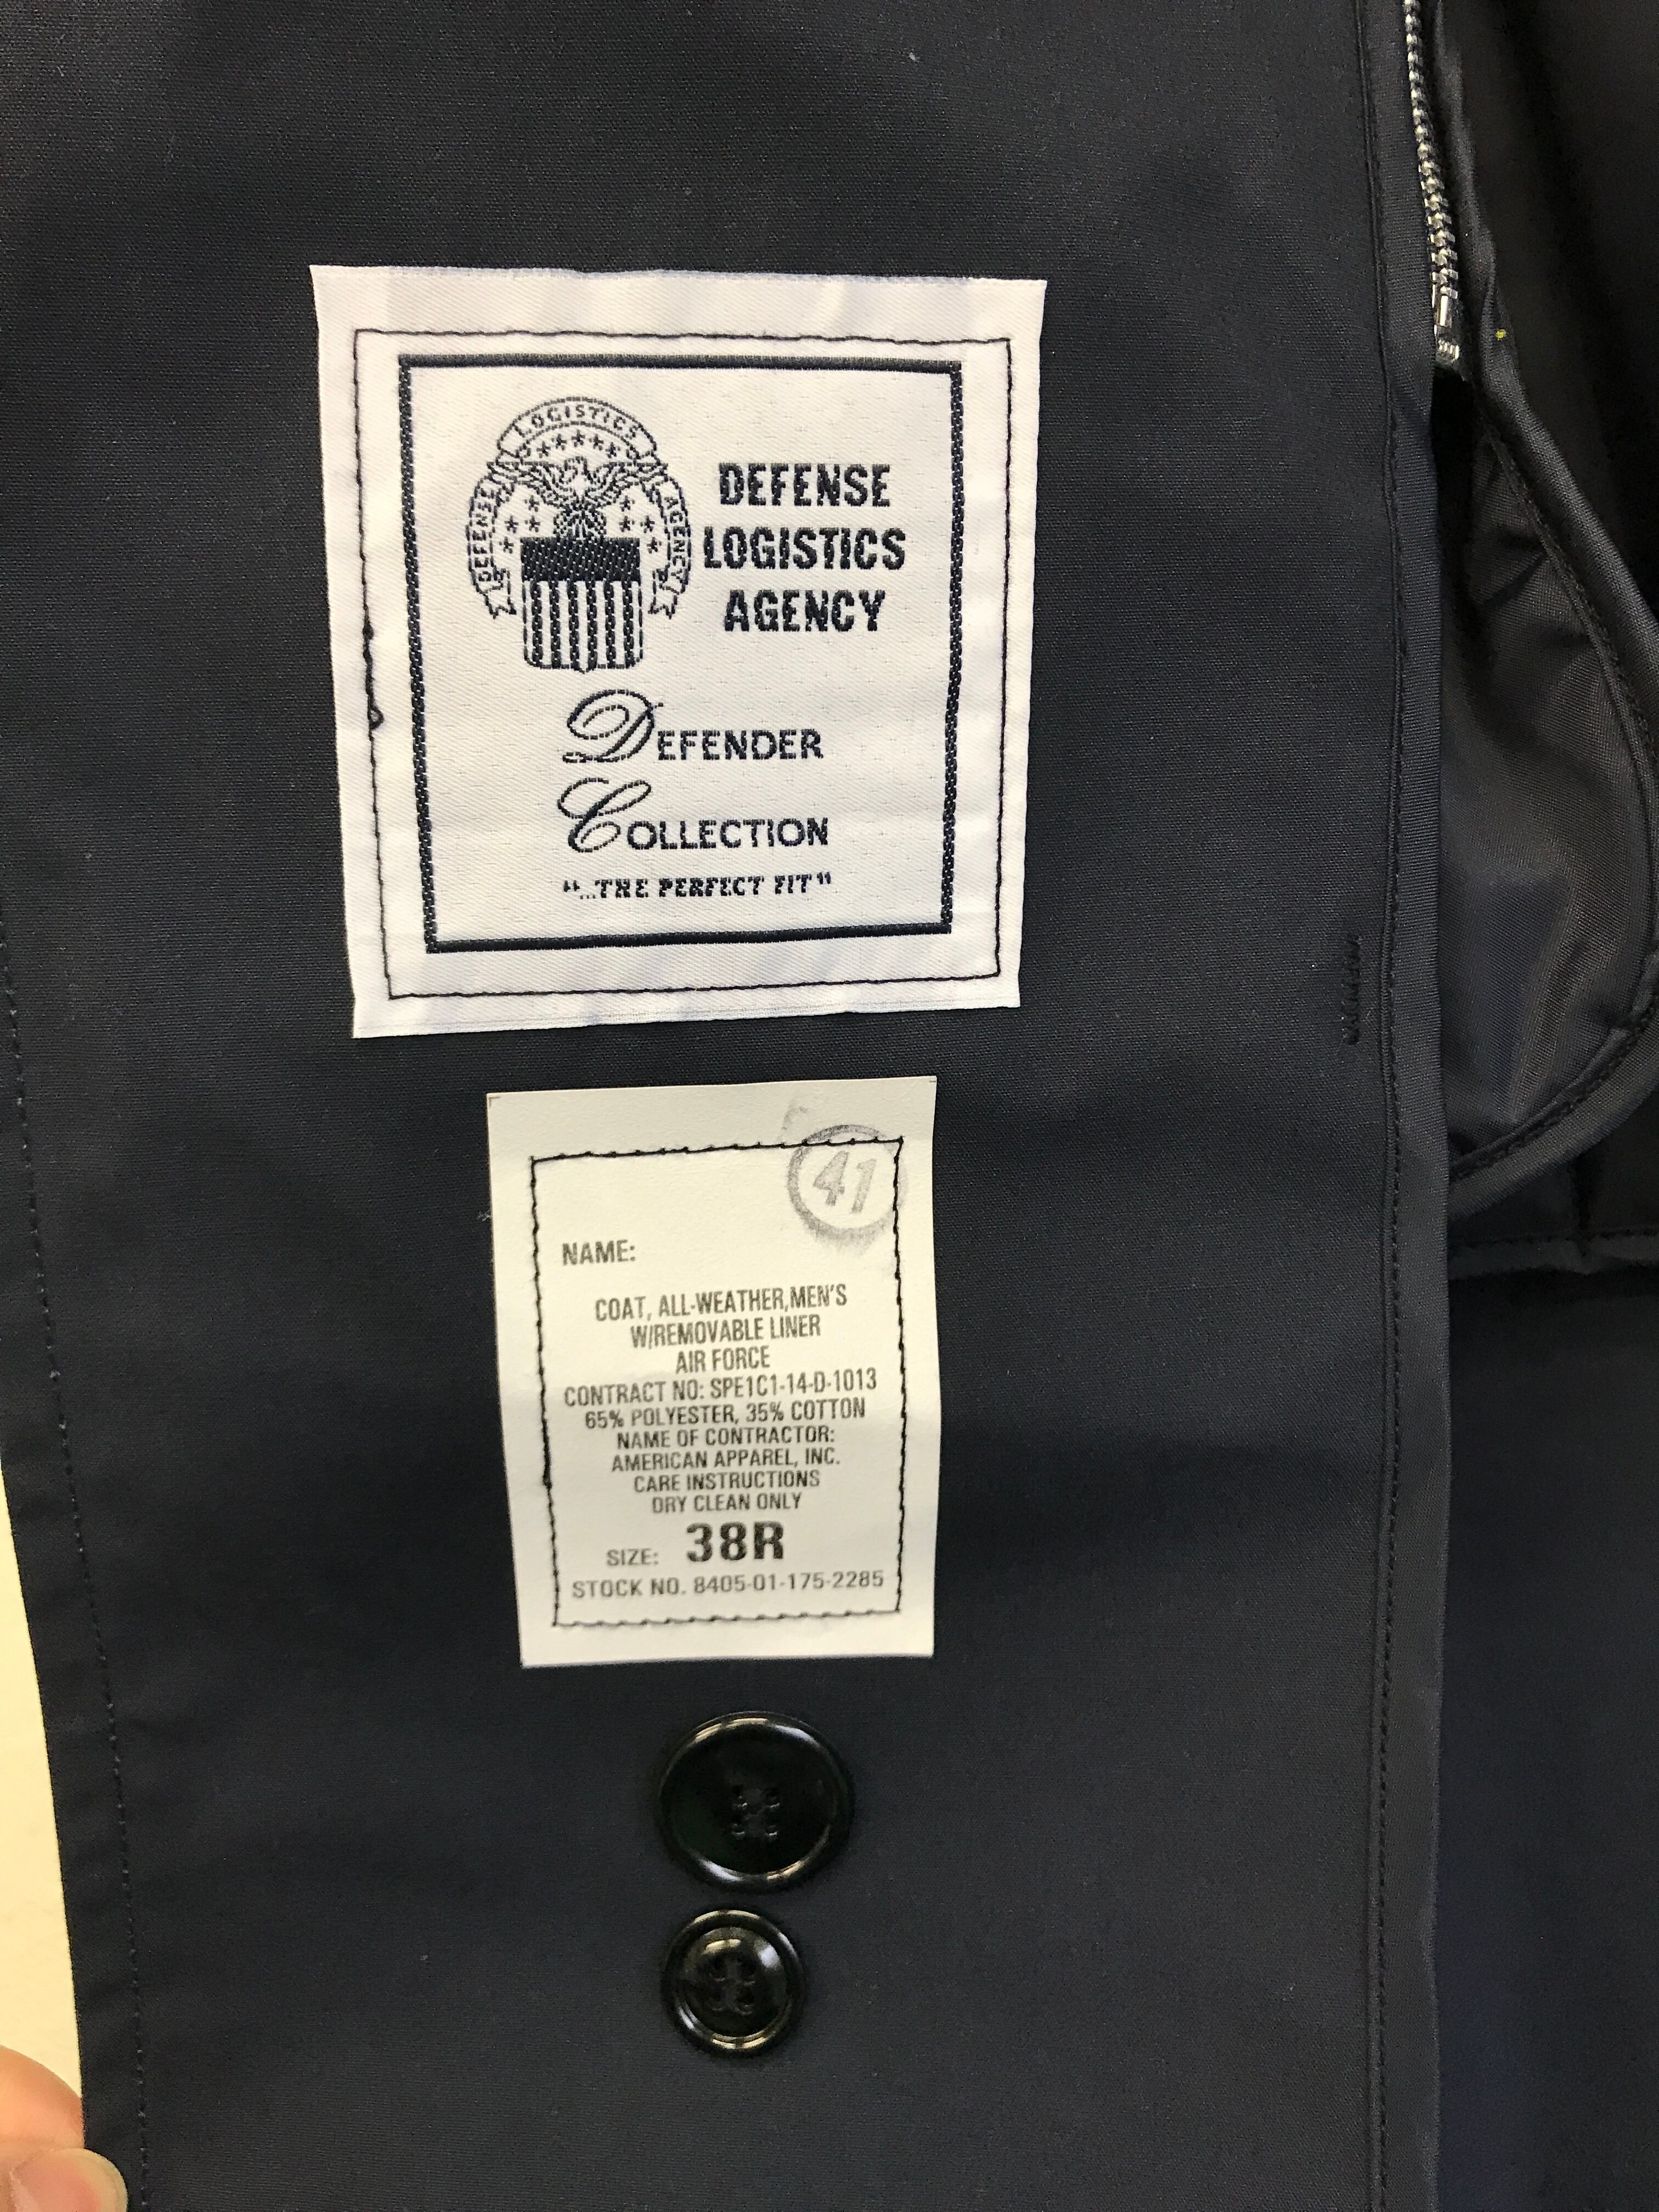 DEFENSE LOGISTICS AGENCY
DEFENSE
LOGISTICS
AGENCY
DEFENDER
COLLECTION
"...THE PERFECT FIT"
41
NAME:
COAT, ALL-WEATHER,MEN'S
W/REMOVABLE LINER
AIR FORCE
CONTRACT NO: SPE1C1-14-D-1013
65% POLYESTER, 35% COTTON
NAME OF CONTRACTOR:
AMERICAN APPAREL, INC.
CARE INSTRUCTIONS
DRY CLEAN ONLY
SIZE: 38R
STOCK NO. 8405-01-175-2285